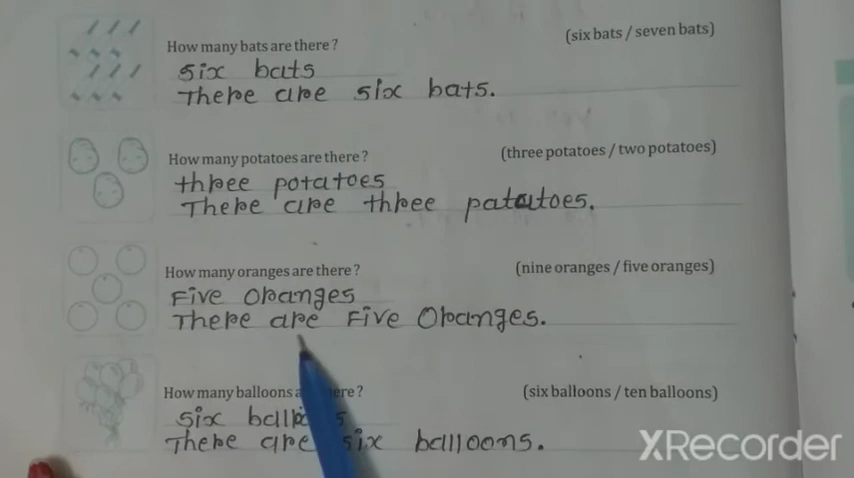 How many bats are there ? (six bats / seven bats)
six bats
There are six bats.
How many potatoes are there ? (three potatoes / two potatoes)
three potatoes
There are three patatoes.
How many oranges are there ? (nine oranges / five oranges)
Five Oranges
There are Five Oranges.
How many balloons ere ? (six balloons / ten balloons)
six
There are six balloons.
XRecorder